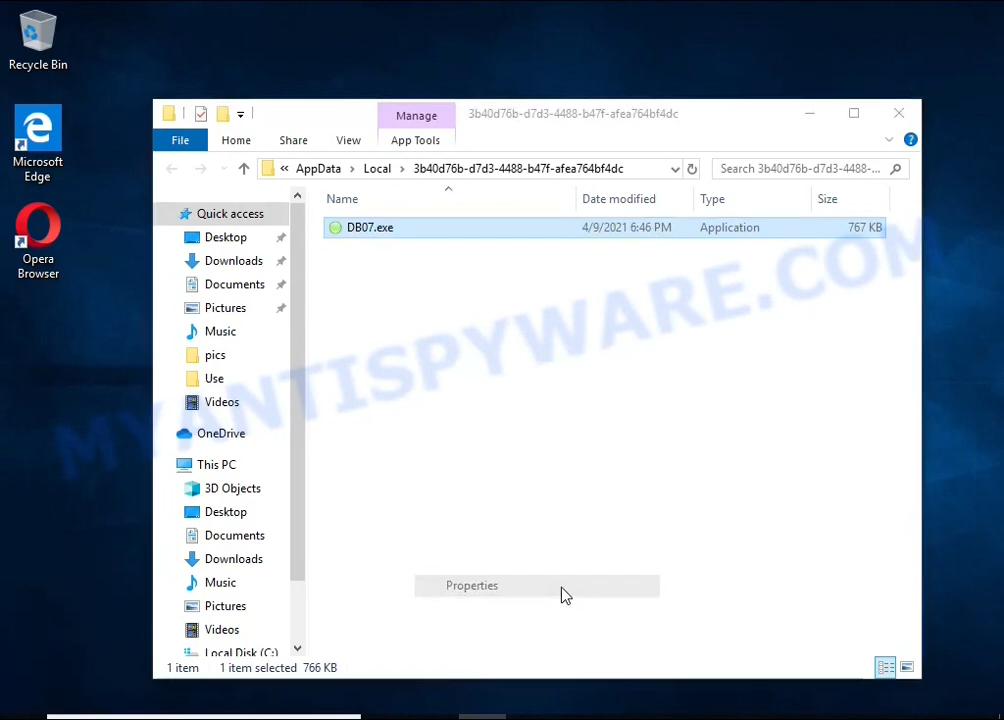 Recycle Bin
Microsoft
Edge
Opera
Browser
Manage
3b40d76b-d7d3-4488-b47f-afea764bf4dc
File
Home
Share
View
App Tools
« AppData > Local > 3b40d76b-d7d3-4488-b47f-afea764bf4dc
Search 3b40d76b-d7d3-4488-...
Name
Date modified
Type
Size
DB07.exe
4/9/2021 6:46 PM
Application
767 KB
Quick access
Desktop
Downloads
Documents
Pictures
Music
pics
Use
Videos
OneDrive
This PC
3D Objects
Desktop
Documents
Downloads
Music
Pictures
Videos
Local Disk (C:)
Properties
1 item
1 item selected 766 KB
MYANTISPYWARE.COM